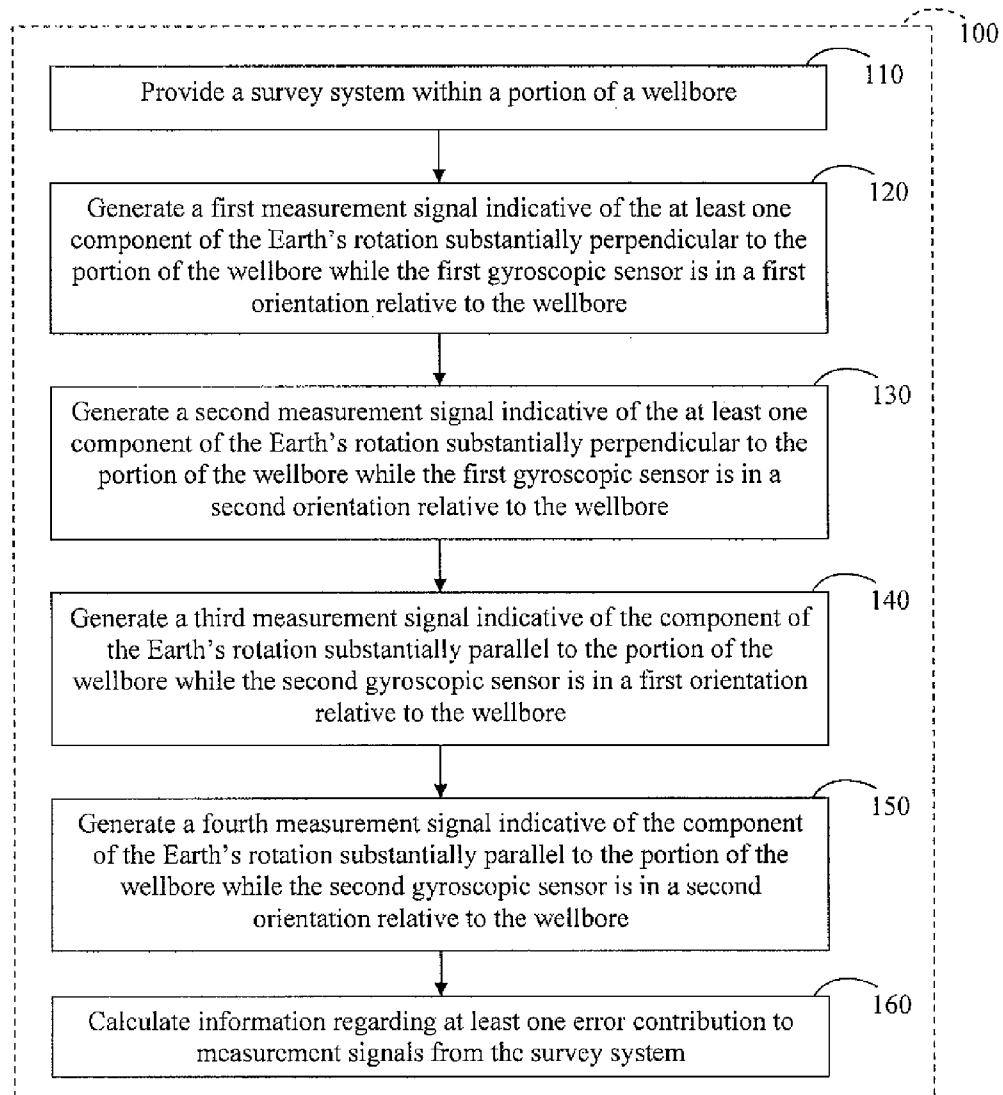 100
110
Provide a survey system within a portion of a wellbore
120
Generate a first measurement signal indicative of the at least one
component of the Earth's rotation substantially perpendicular to the
portion of the wellbore while the first gyroscopic sensor is in a first
orientation relative to the wellbore
130
Generate a second measurement signal indicative of the at least one
component of the Earth's rotation substantially perpendicular to the
portion of the wellbore while the first gyroscopic sensor is in a
second orientation relative to the wellbore
140
Generate a third measurement signal indicative of the component of
the Earth's rotation substantially parallel to the portion of the
wellbore while the second gyroscopic sensor is in a first orientation
relative to the wellbore
150
Generate a fourth measurement signal indicative of the component
of the Earth's rotation substantially parallel to the portion of the
wellbore while the second gyroscopic sensor is in a second
orientation relative to the wellbore
160
Calculate information regarding at least one error contribution to
measurement signals from the survey system